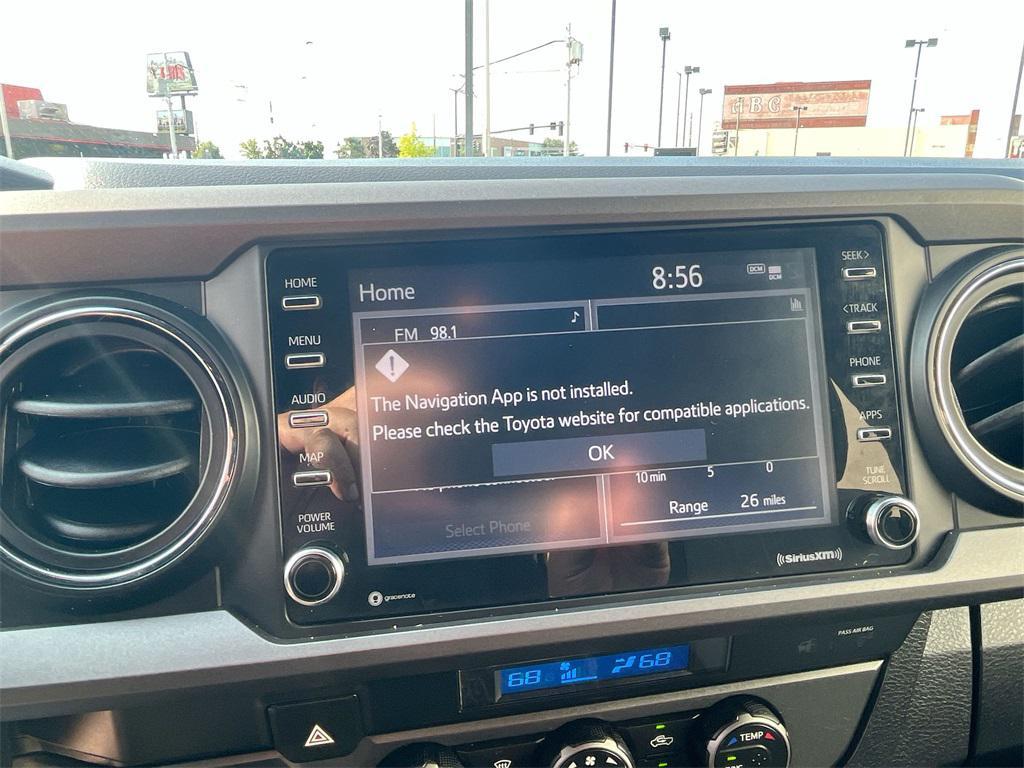 ABC
HOME
MENU
AUDIO
MAP
POWER
VOLUME
gracenote
Home
8:56
DCM
DCM
FM 98.1
The Navigation App is not installed.
Please check the Toyota website for compatible applications.
OK
10 min 5 0
Select Phone
Range 26 miles
SEEK >
< TRACK
PHONE
APPS
TUNE
SCROLL
((SiriusXM))
PASS AIR BAG
68 68
TEMP